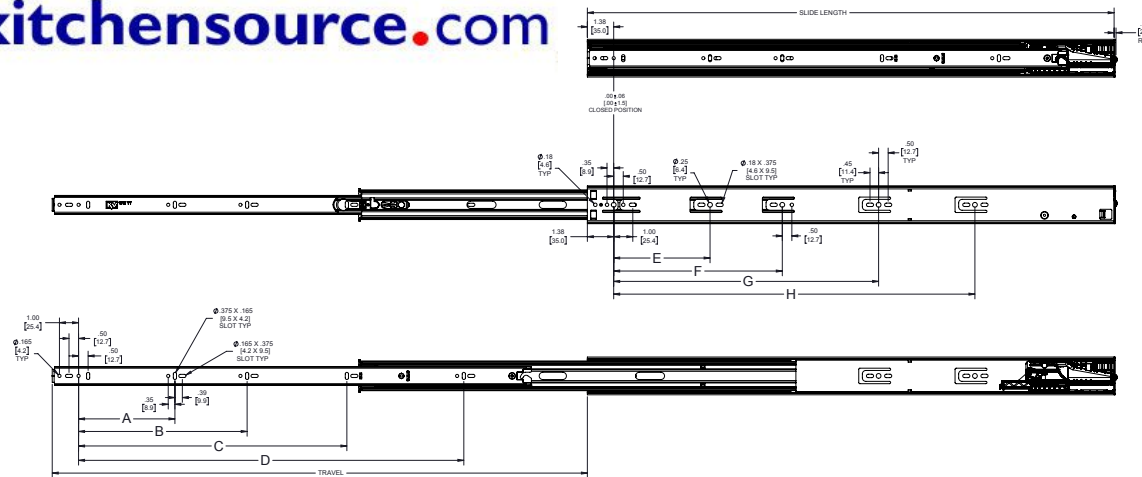 kitchensource.com
SLIDE LENGTH
1.38
[35.0]
.00±.06
[.00±1.5]
CLOSED POSITION
Ø.18
[4.6]
TYP
.35
[8.9]
.50
[12.7]
Ø.25
[6.4]
TYP
Ø.18 X .375
[4.6 X 9.5]
SLOT TYP
.45
[11.4]
TYP
.50
[12.7]
TYP
1.38
[35.0]
1.00
[25.4]
.50
[12.7]
E
F
G
H
1.00
[25.4]
Ø.165
[4.2]
TYP
.50
[12.7]
.50
[12.7]
Ø.375 X .165
[9.5 X 4.2]
SLOT TYP
Ø.165 X .375
[4.2 X 9.5]
SLOT TYP
.35
[8.9]
.39
[9.9]
A
B
C
D
TRAVEL